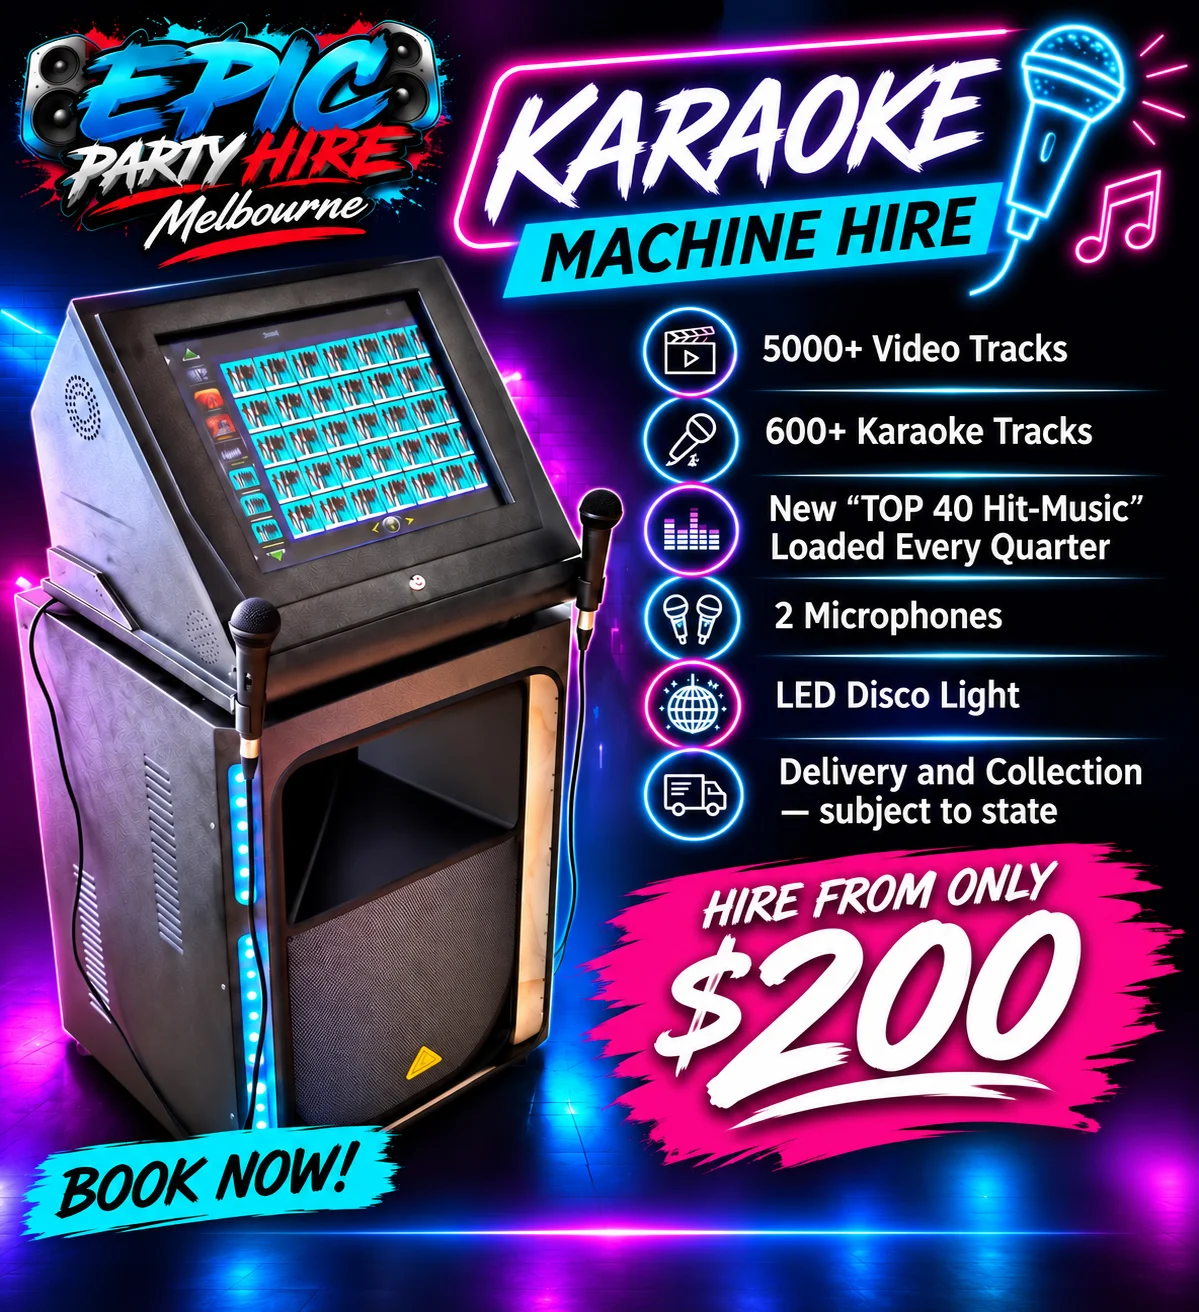 EPIC
PARTY HIRE
Melbourne
KARAOKE
MACHINE HIRE
5000+ Video Tracks
600+ Karaoke Tracks
New “TOP 40 Hit-Music”
Loaded Every Quarter
2 Microphones
LED Disco Light
Delivery and Collection
— subject to state
HIRE FROM ONLY
$200
BOOK NOW!